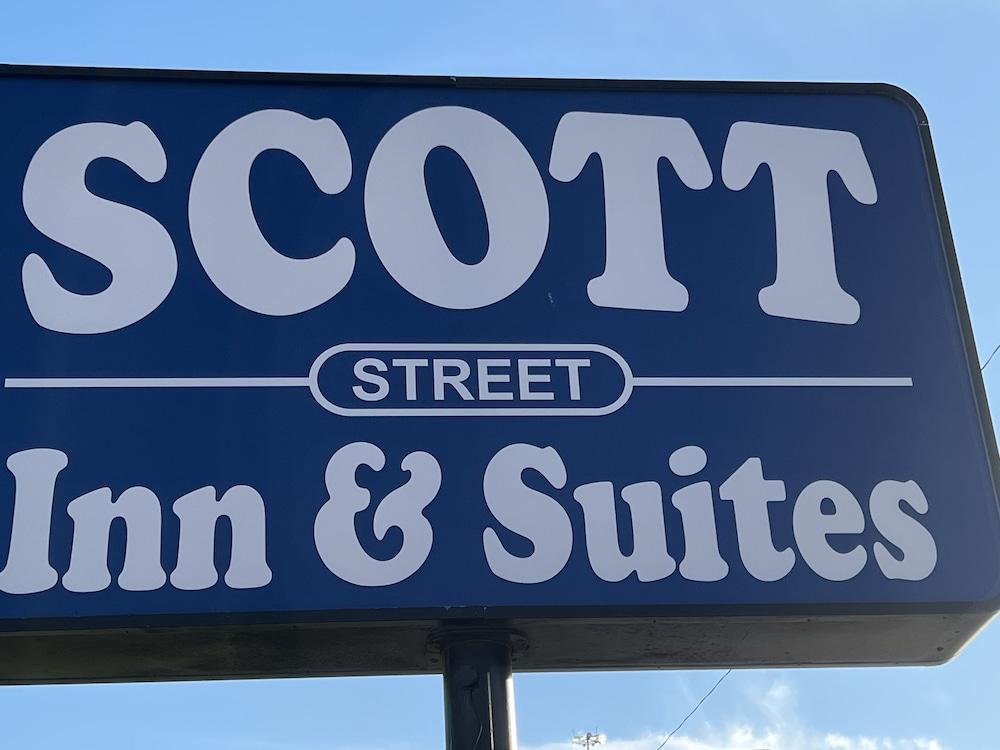 SCOTT
STREET
Inn & Suites